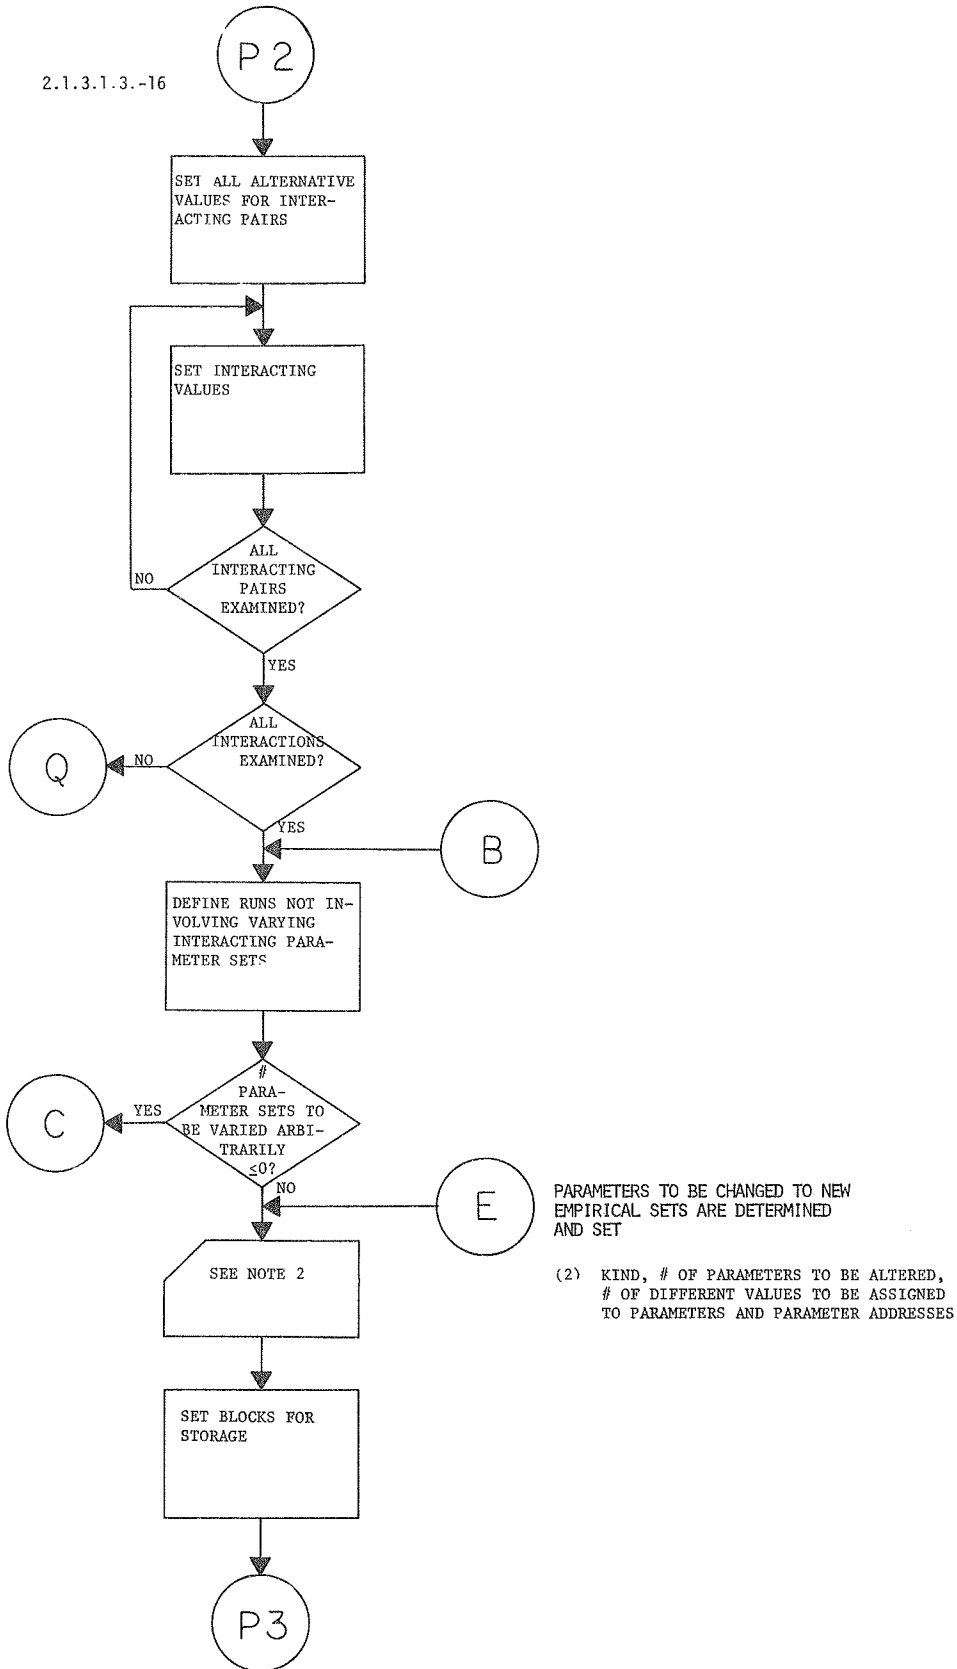 P2
2.1.3.1.3.-16
SET ALL ALTERNATIVE
VALUES FOR INTER-
ACTING PAIRS
SET INTERACTING
VALUES
ALL
INTERACTING
PAIRS
EXAMINED?
NO
YES
ALL
INTERACTIONS
EXAMINED?
Q
NO
YES
B
DEFINE RUNS NOT IN-
VOLVING VARYING
INTERACTING PARA-
METER SETS
#
PARA-
METER SETS TO
BE VARIED ARBI-
TRARILY
≤0?
C
YES
NO
E
PARAMETERS TO BE CHANGED TO NEW
EMPIRICAL SETS ARE DETERMINED
AND SET
SEE NOTE 2
(2) KIND, # OF PARAMETERS TO BE ALTERED,
# OF DIFFERENT VALUES TO BE ASSIGNED
TO PARAMETERS AND PARAMETER ADDRESSES
SET BLOCKS FOR
STORAGE
P3